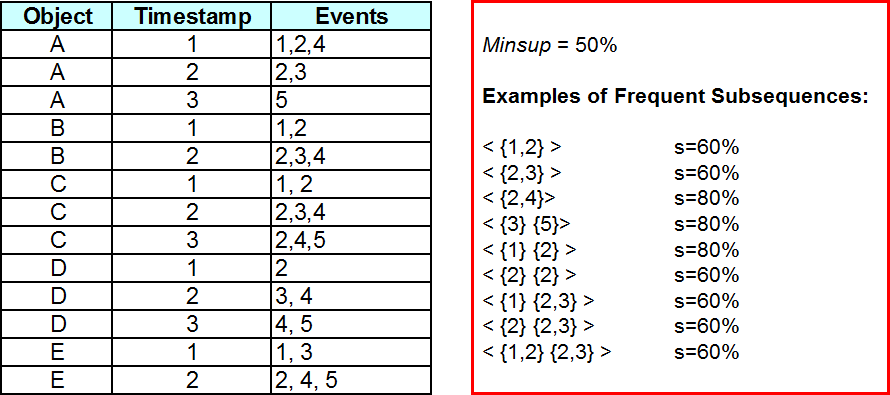 Object Timestamp Events
A 1 1,2,4
A 2 2,3
A 3 5
B 1 1,2
B 2 2,3,4
C 1 1, 2
C 2 2,3,4
C 3 2,4,5
D 1 2
D 2 3, 4
D 3 4, 5
E 1 1, 3
E 2 2, 4, 5
Minsup = 50%
Examples of Frequent Subsequences:
< {1,2} > s=60%
< {2,3} > s=60%
< {2,4}> s=80%
< {3} {5}> s=80%
< {1} {2} > s=80%
< {2} {2} > s=60%
< {1} {2,3} > s=60%
< {2} {2,3} > s=60%
< {1,2} {2,3} > s=60%